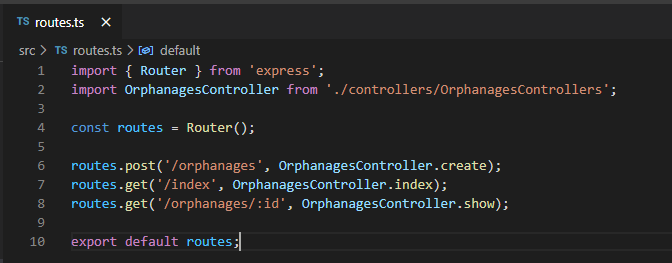 TS routes.ts ×
src > TS routes.ts > default
1 import { Router } from 'express';
2 import OrphanagesController from './controllers/OrphanagesControllers';
3
4 const routes = Router();
5
6 routes.post('/orphanages', OrphanagesController.create);
7 routes.get('/index', OrphanagesController.index);
8 routes.get('/orphanages/:id', OrphanagesController.show);
9
10 export default routes;